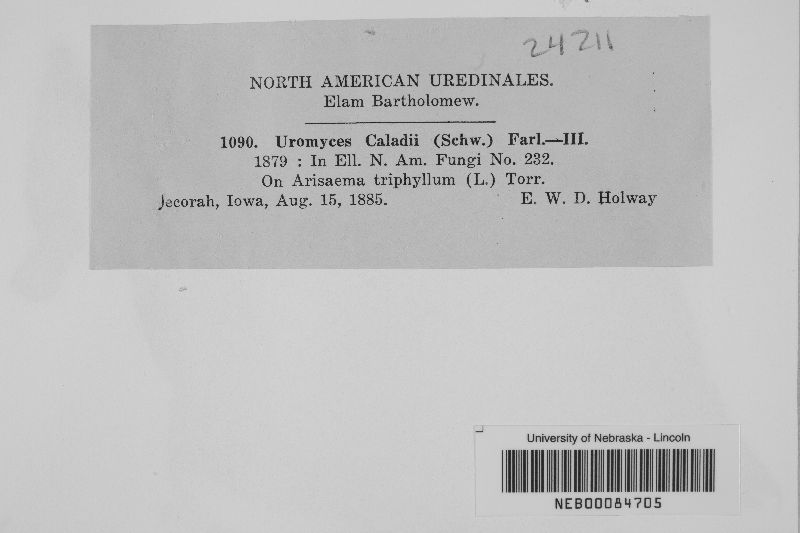 24211
NORTH AMERICAN UREDINALES.
Elam Bartholomew.
1090. Uromyces Caladii (Schw.) Farl.—III.
1879 : In Ell. N. Am. Fungi No. 232.
On Arisaema triphyllum (L.) Torr.
Jecorah, Iowa, Aug. 15, 1885. E. W. D. Holway
University of Nebraska - Lincoln
NEB00084705